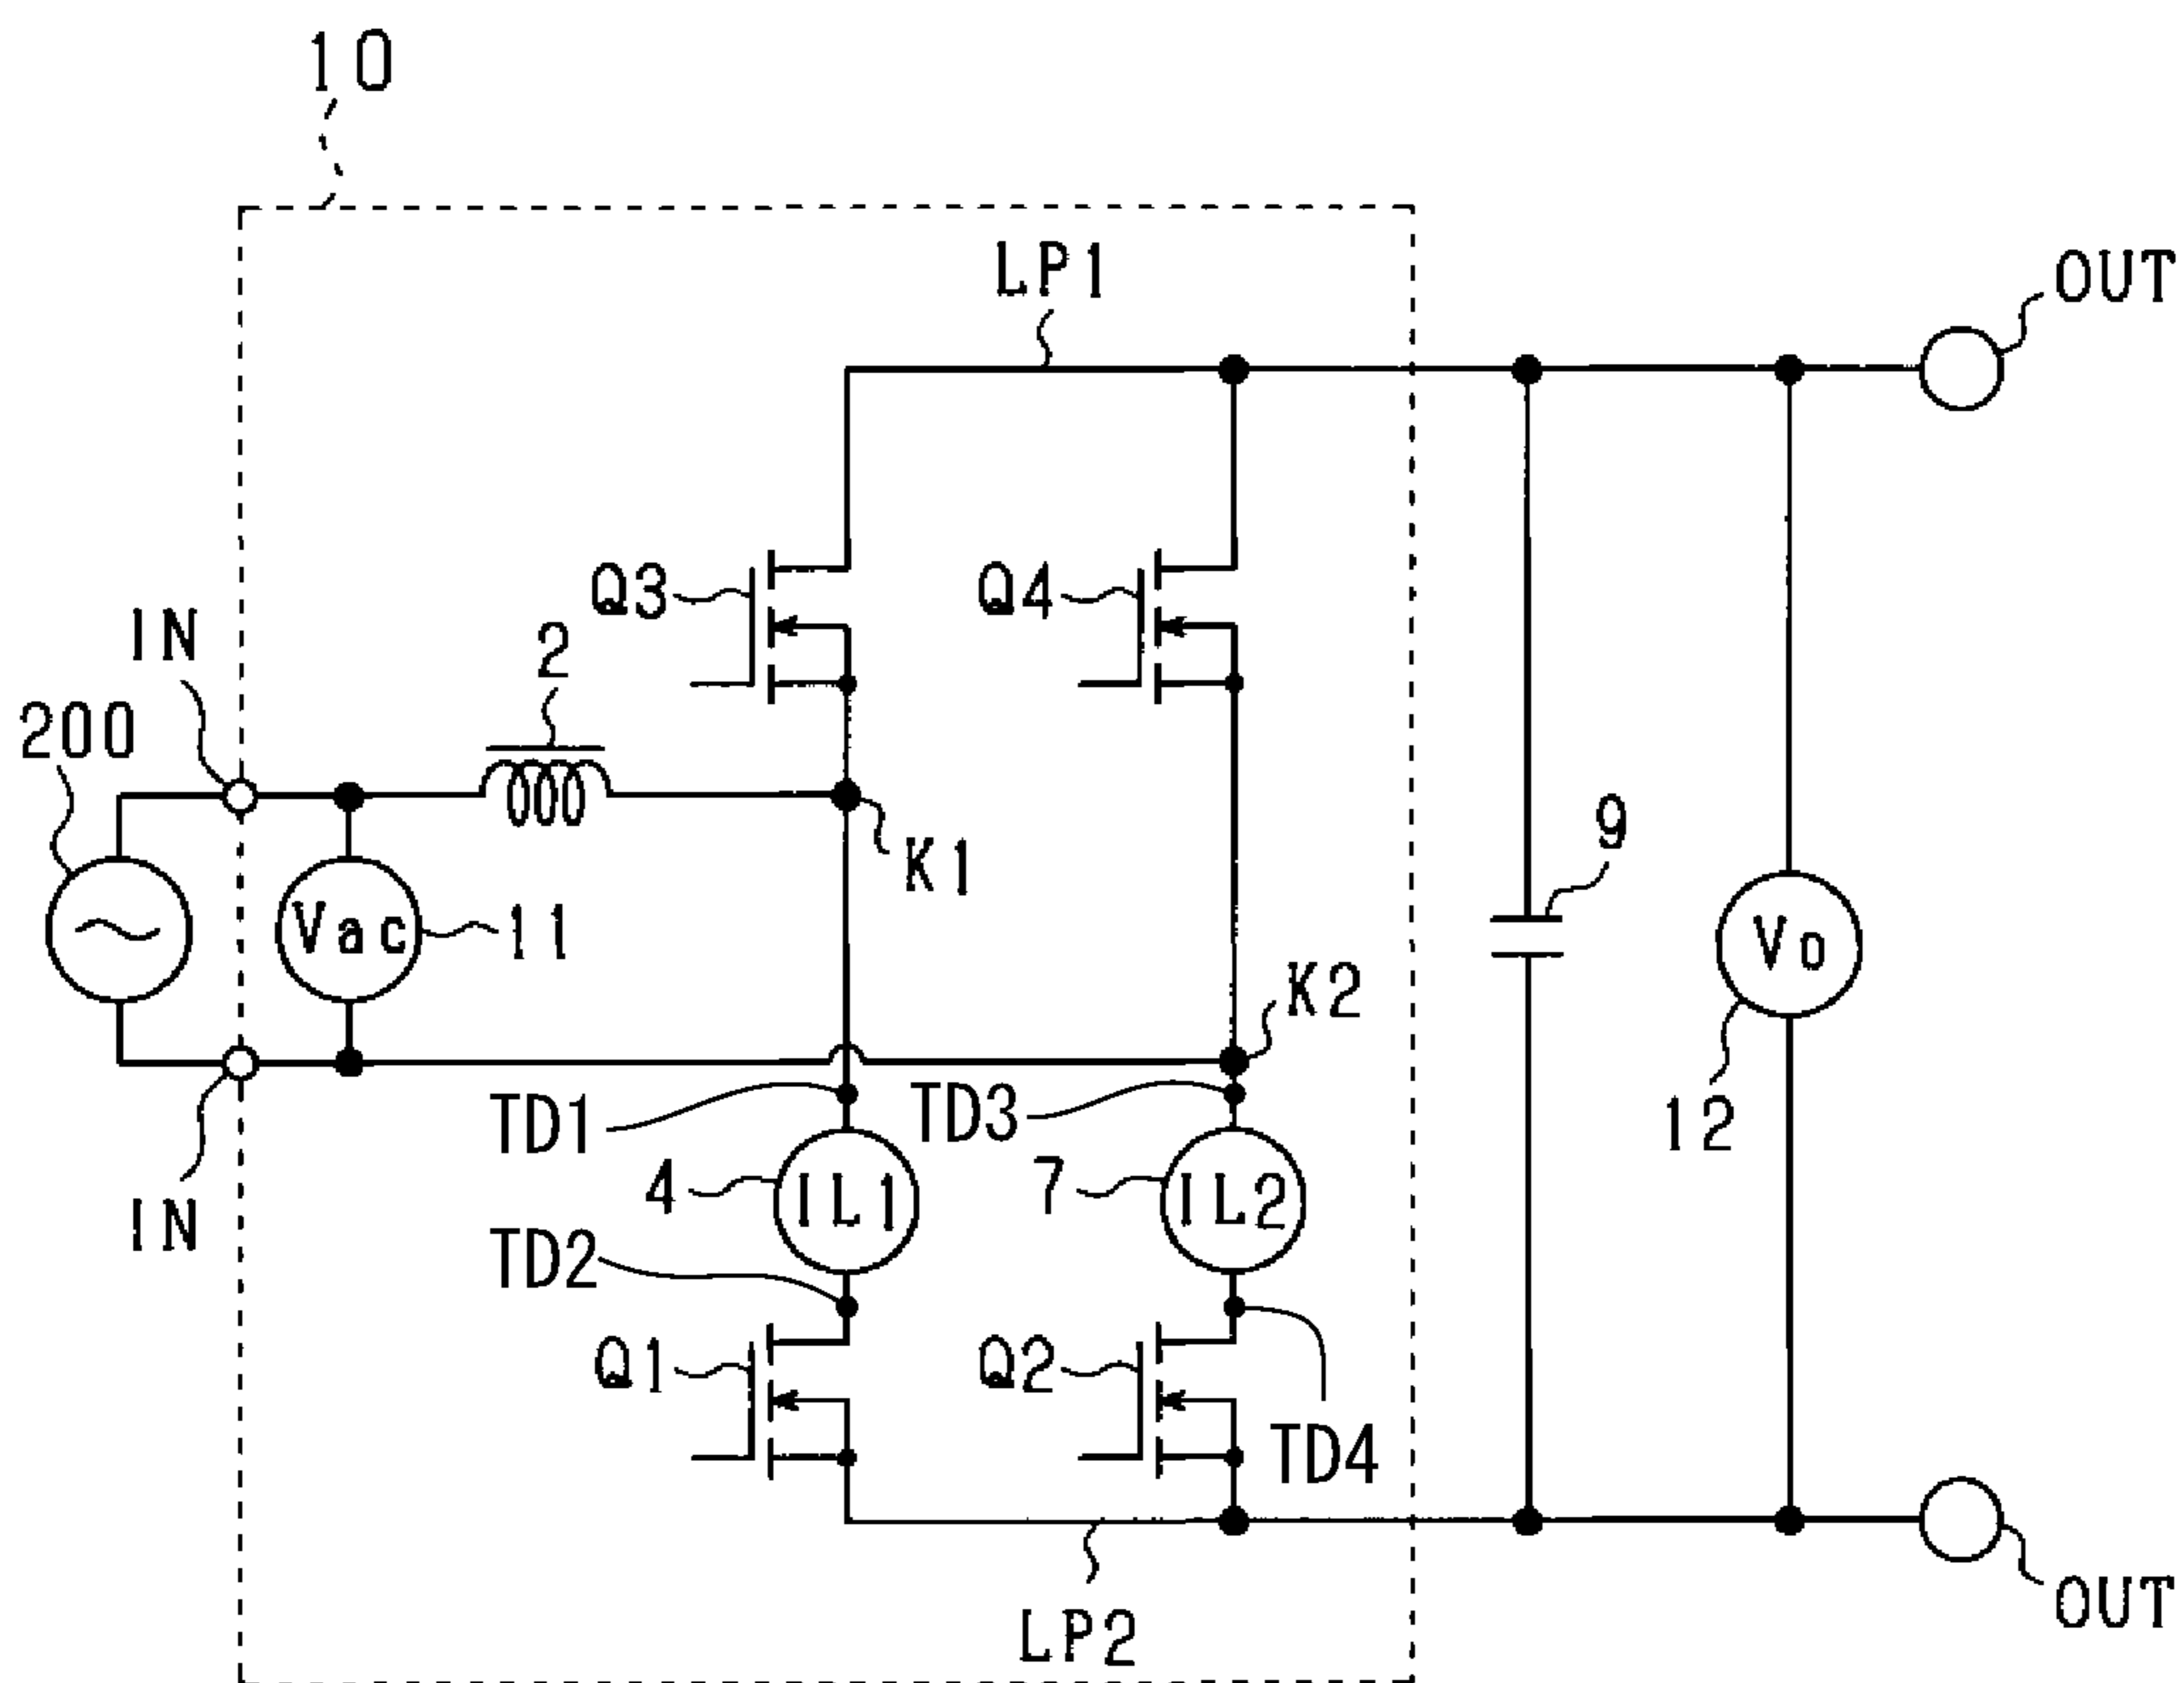 10
LP1
OUT
Q3
Q4
IN
2
200
K1
9
Vac
11
Vo
K2
TD1
TD3
12
4
IL1
7
IL2
IN
TD2
Q1
Q2
TD4
OUT
LP2